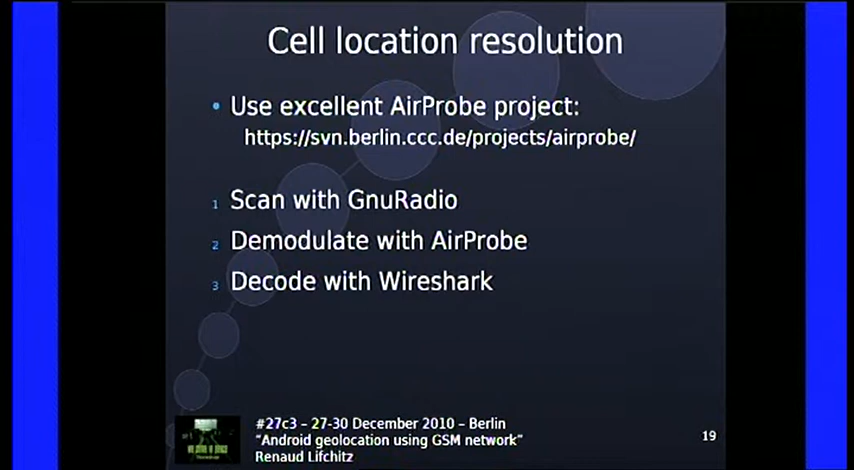 Cell location resolution
• Use excellent AirProbe project:
https://svn.berlin.ccc.de/projects/airprobe/
1 Scan with GnuRadio
2 Demodulate with AirProbe
3 Decode with Wireshark
#27c3 – 27-30 December 2010 – Berlin
“Android geolocation using GSM network”
Renaud Lifchitz
19